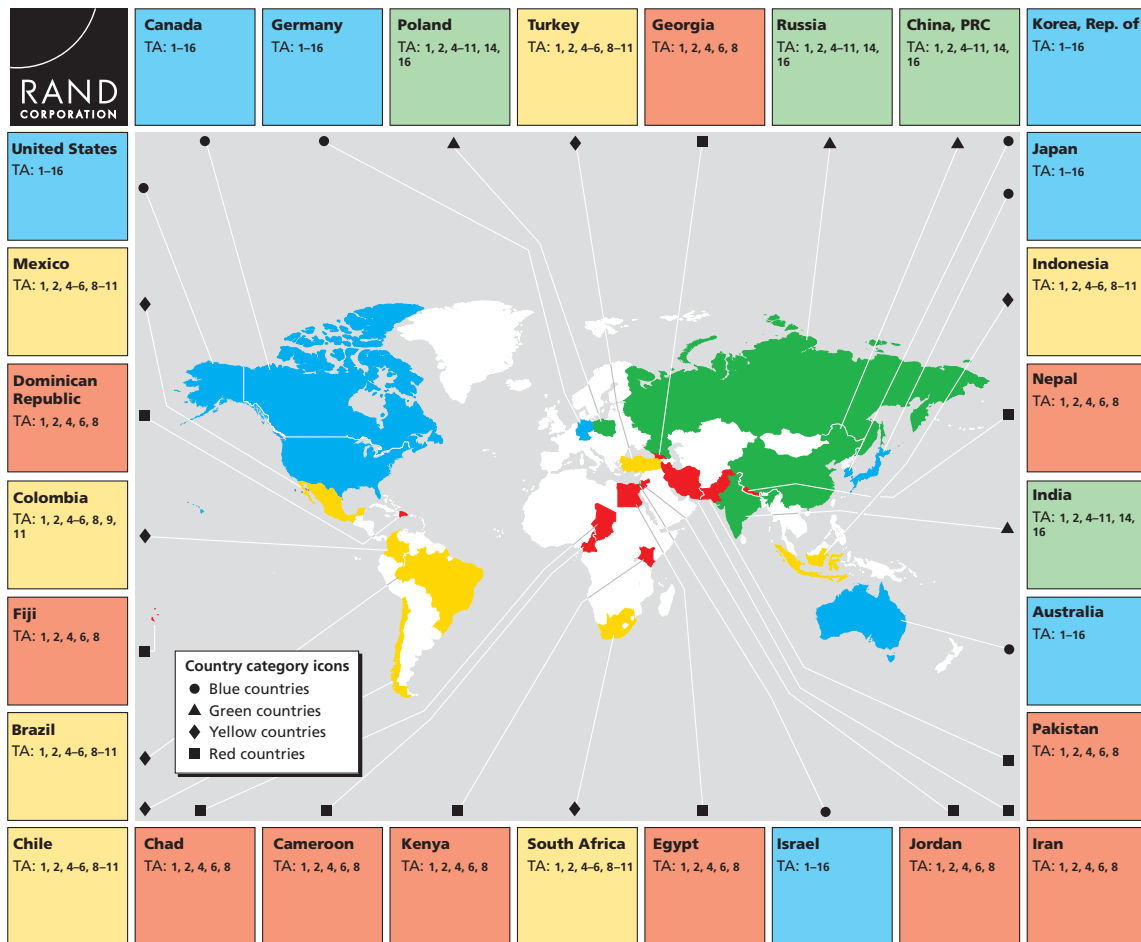 RAND
CORPORATION
Canada
TA: 1–16
Germany
TA: 1–16
Poland
TA: 1, 2, 4–11, 14,
16
Turkey
TA: 1, 2, 4–6, 8–11
Georgia
TA: 1, 2, 4, 6, 8
Russia
TA: 1, 2, 4–11, 14,
16
China, PRC
TA: 1, 2, 4–11, 14,
16
Korea, Rep. of
TA: 1–16
United States
TA: 1–16
Japan
TA: 1–16
Mexico
TA: 1, 2, 4–6, 8–11
Indonesia
TA: 1, 2, 4–6, 8–11
Dominican
Republic
TA: 1, 2, 4, 6, 8
Nepal
TA: 1, 2, 4, 6, 8
Colombia
TA: 1, 2, 4–6, 8, 9,
11
India
TA: 1, 2, 4–11, 14,
16
Fiji
TA: 1, 2, 4, 6, 8
Australia
TA: 1–16
Country category icons
Blue countries
Green countries
Yellow countries
Red countries
Brazil
TA: 1, 2, 4–6, 8–11
Pakistan
TA: 1, 2, 4, 6, 8
Chile
TA: 1, 2, 4–6, 8–11
Chad
TA: 1, 2, 4, 6, 8
Cameroon
TA: 1, 2, 4, 6, 8
Kenya
TA: 1, 2, 4, 6, 8
South Africa
TA: 1, 2, 4–6, 8–11
Egypt
TA: 1, 2, 4, 6, 8
Israel
TA: 1–16
Jordan
TA: 1, 2, 4, 6, 8
Iran
TA: 1, 2, 4, 6, 8